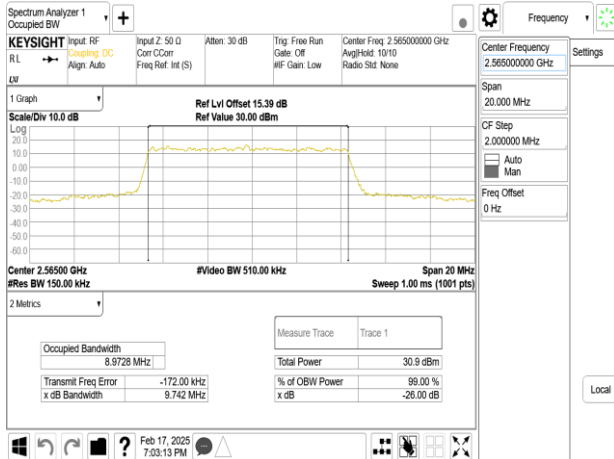 Spectrum Analyzer 1
Occupied BW
Frequency
KEYSIGHT
Input: RF
Coupling: DC
Align: Auto
Input Z: 50 Ω
Corr CCorr
Freq Ref: Int (S)
Atten: 30 dB
Trig: Free Run
Gate: Off
#IF Gain: Low
Center Freq: 2.565000000 GHz
Avg|Hold: 10/10
Radio Std: None
RL
LXI
Center Frequency
2.565000000 GHz
Settings
Span
20.000 MHz
CF Step
2.000000 MHz
Auto
Man
Freq Offset
0 Hz
Local
1 Graph
Scale/Div 10.0 dB
Ref Lvl Offset 15.39 dB
Ref Value 30.00 dBm
Log
20.0
10.0
0.00
-10.0
-20.0
-30.0
-40.0
-50.0
-60.0
Center 2.56500 GHz
#Video BW 510.00 kHz
Span 20 MHz
#Res BW 150.00 kHz
Sweep 1.00 ms (1001 pts)
2 Metrics
Measure Trace
Trace 1
Occupied Bandwidth
8.9728 MHz
Total Power
30.9 dBm
Transmit Freq Error
-172.00 kHz
% of OBW Power
99.00 %
x dB Bandwidth
9.742 MHz
x dB
-26.00 dB
?
Feb 17, 2025
7:03:13 PM